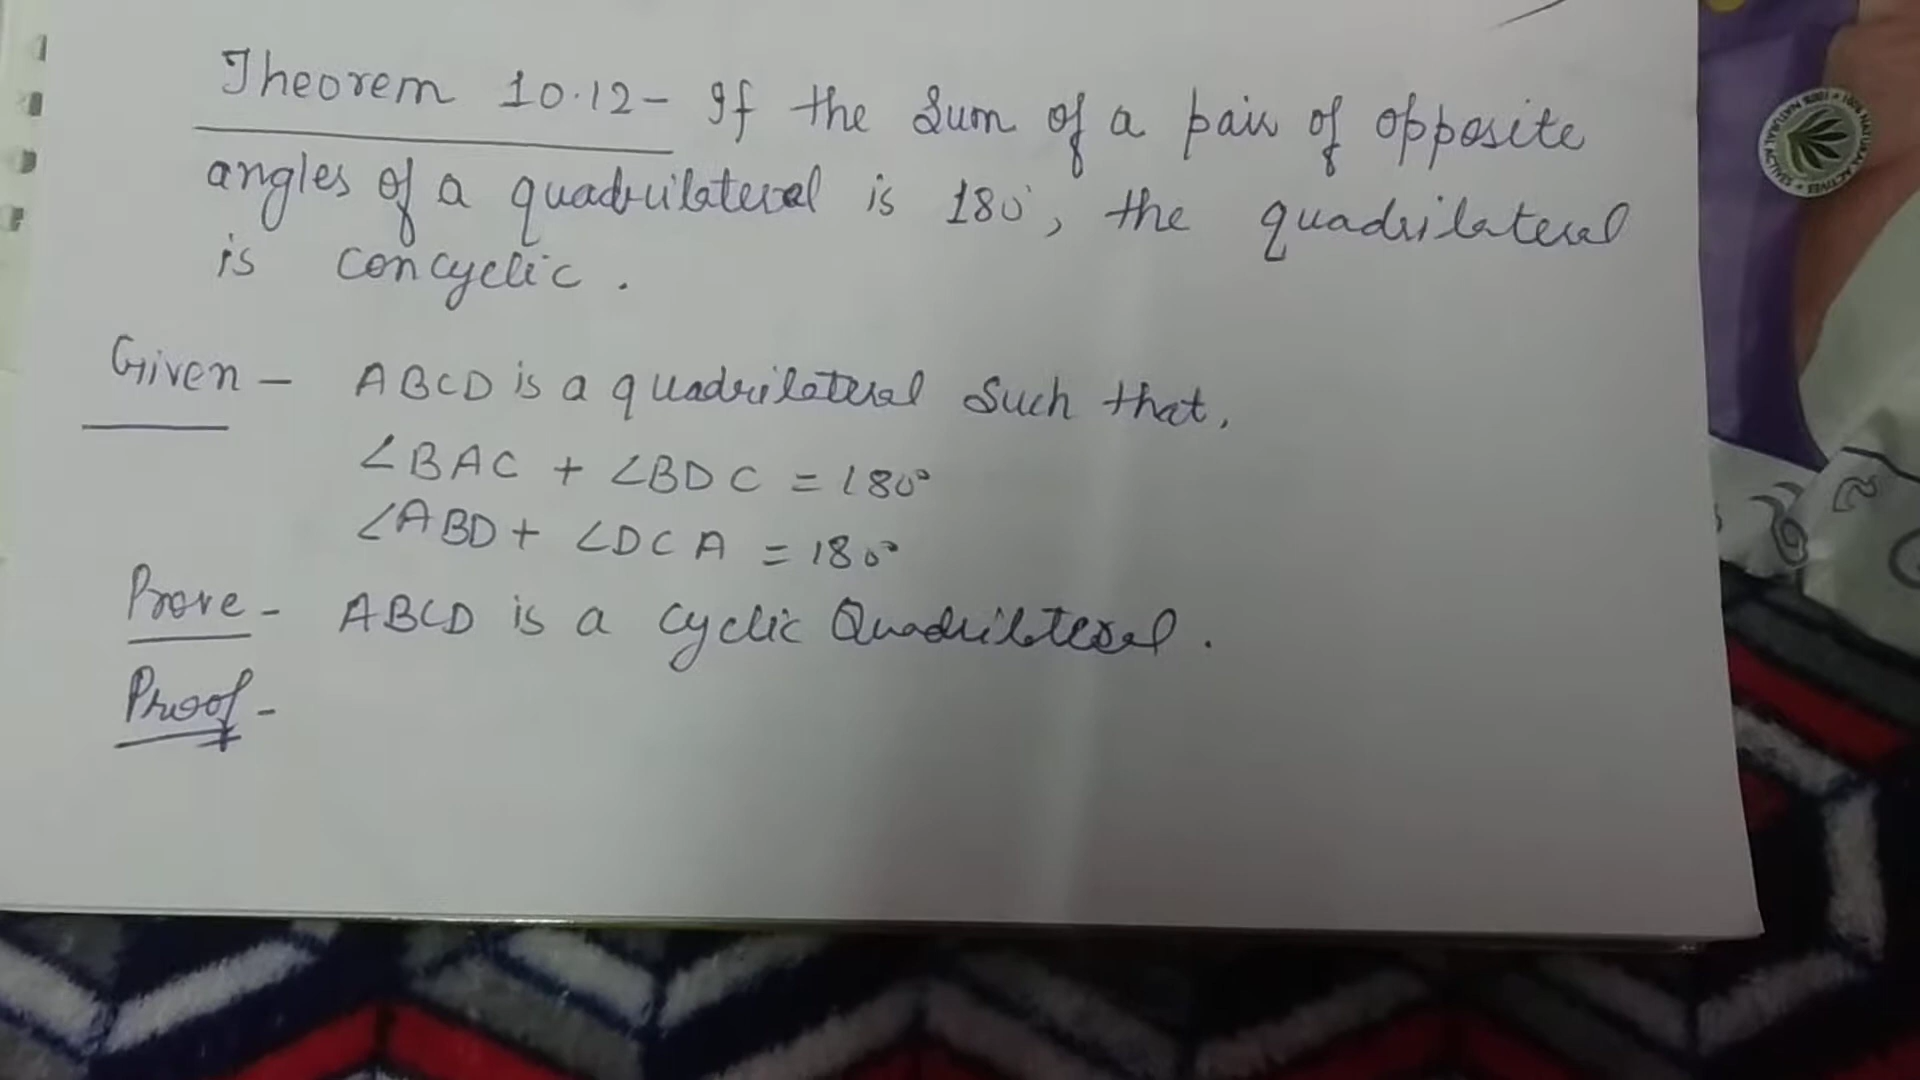 Theorem 10.12- If the Sum of a pair of opposite
angles of a quadrilateral is 180°, the quadrilateral
is concyclic.
Given - ABCD is a quadrilateral Such that,
∠BAC + ∠BDC = 180°
∠ABD + ∠DCA = 180°
Prove - ABCD is a cyclic Quadrilateral.
Proof -